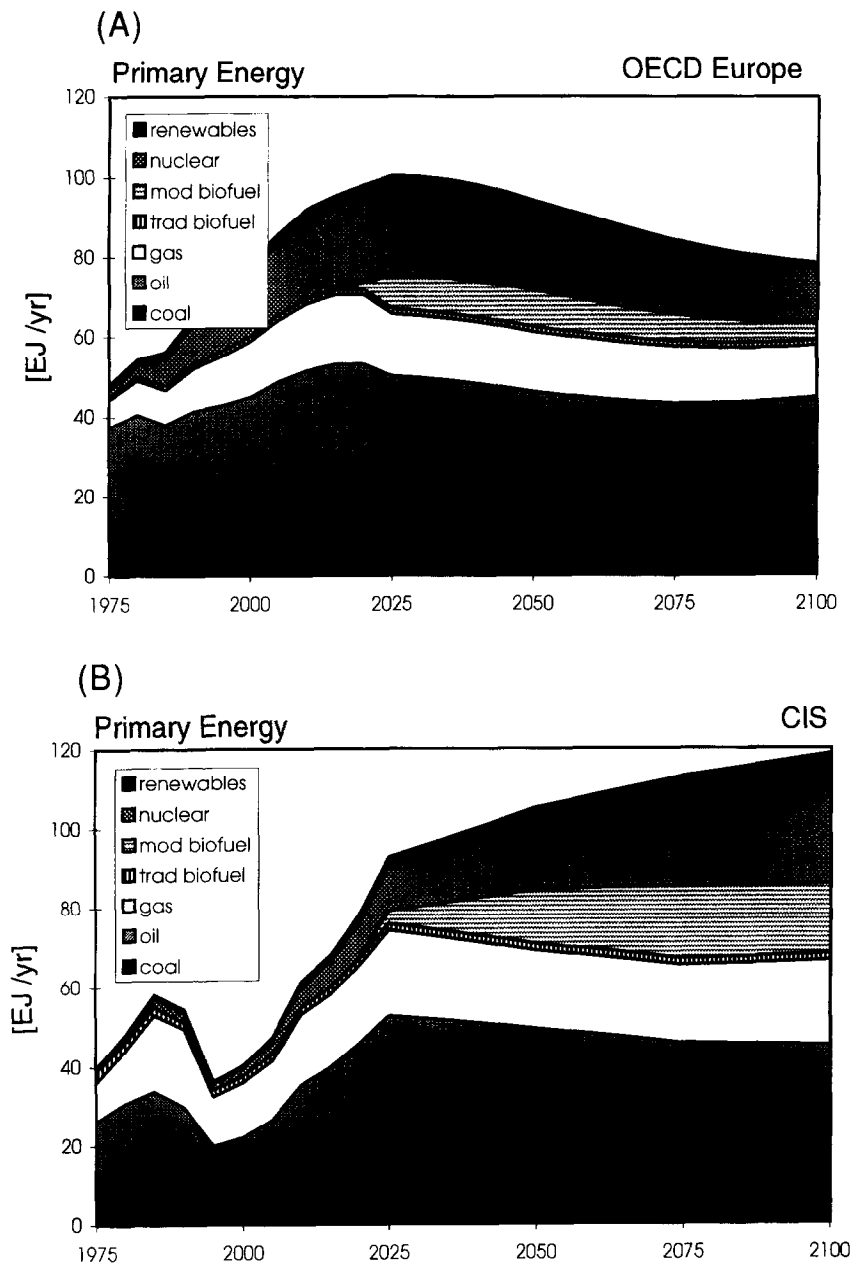 (A)
Primary Energy
OECD Europe
120
100
80
60
40
20
0
[EJ /yr]
renewables
nuclear
mod biofuel
trad biofuel
gas
oil
coal
1975
2000
2025
2050
2075
2100
(B)
Primary Energy
CIS
120
100
80
60
40
20
0
[EJ /yr]
renewables
nuclear
mod biofuel
trad biofuel
gas
oil
coal
1975
2000
2025
2050
2075
2100